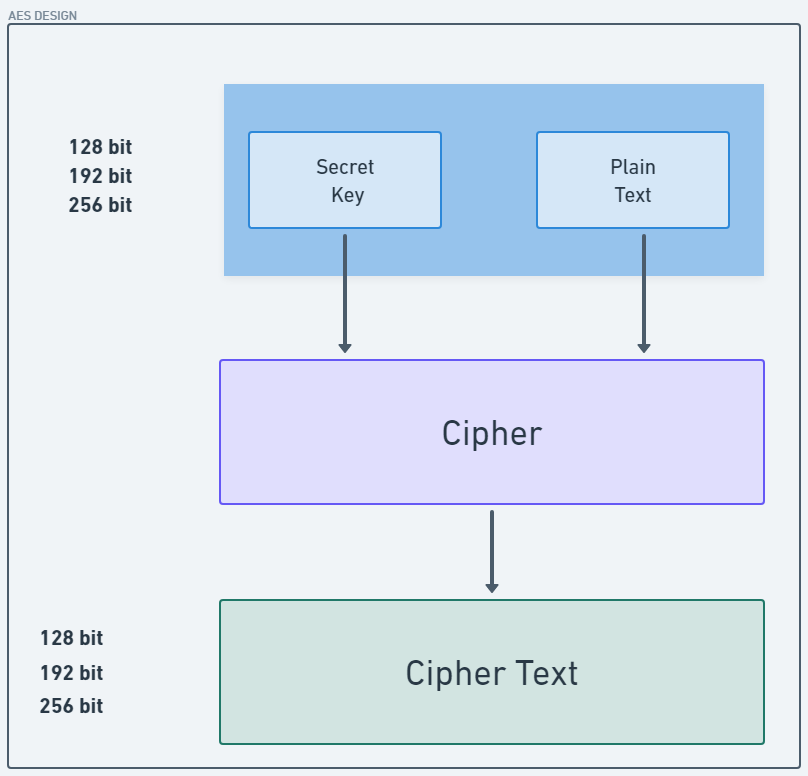 AES DESIGN
128 bit
192 bit
256 bit
Secret
Key
Plain
Text
Cipher
128 bit
192 bit
256 bit
Cipher Text